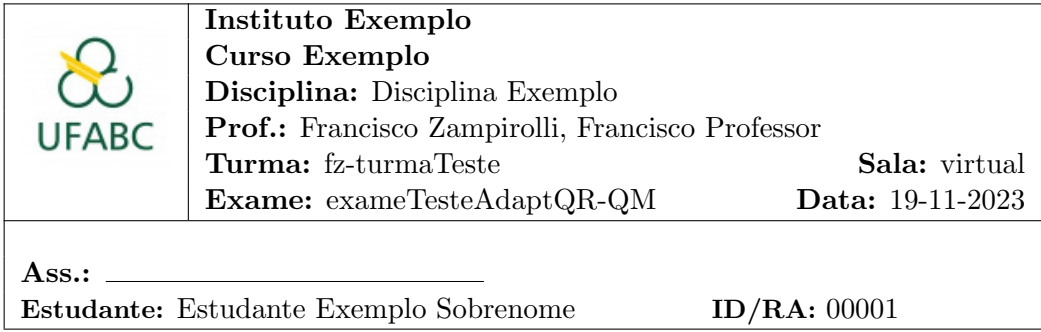 UFABC
Instituto Exemplo
Curso Exemplo
Disciplina: Disciplina Exemplo
Prof.: Francisco Zampirolli, Francisco Professor
Turma: fz-turmaTeste Sala: virtual
Exame: exameTesteAdaptQR-QM Data: 19-11-2023
Ass.:
Estudante: Estudante Exemplo Sobrenome ID/RA: 00001